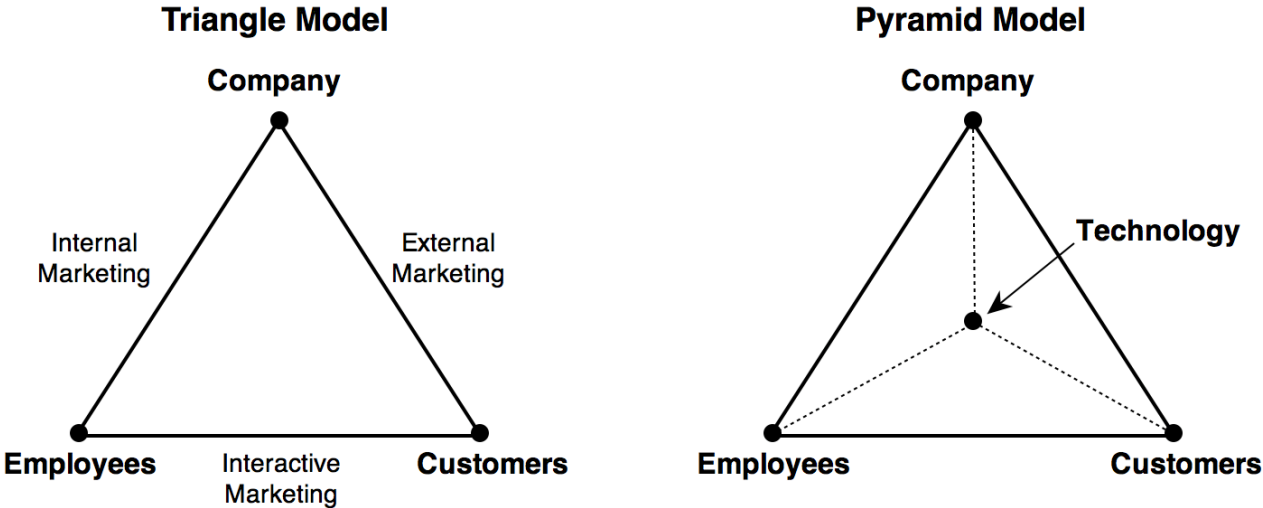 Triangle Model
Company
Internal
Marketing
External
Marketing
Employees
Interactive
Marketing
Customers
Pyramid Model
Company
Technology
Employees
Customers